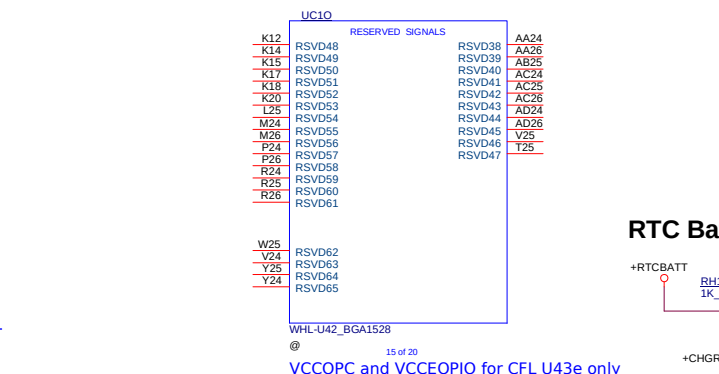 UC1O
RESERVED SIGNALS
K12 RSVD48 RSVD38 AA24
K14 RSVD49 RSVD39 AA26
K15 RSVD50 RSVD40 AB25
K17 RSVD51 RSVD41 AC24
K18 RSVD52 RSVD42 AC25
K20 RSVD53 RSVD43 AC26
L25 RSVD54 RSVD44 AD24
M24 RSVD55 RSVD45 AD26
M26 RSVD56 RSVD46 V25
P24 RSVD57 RSVD47 T25
P26 RSVD58
R24 RSVD59
R25 RSVD60
R26 RSVD61
RTC Ba
W25 RSVD62
V24 RSVD63
Y25 RSVD64
Y24 RSVD65
+RTCBATT
RH1
1K_
WHL-U42_BGA1528
@
15 of 20
+CHGR
VCCOPC and VCCEOPIO for CFL U43e only